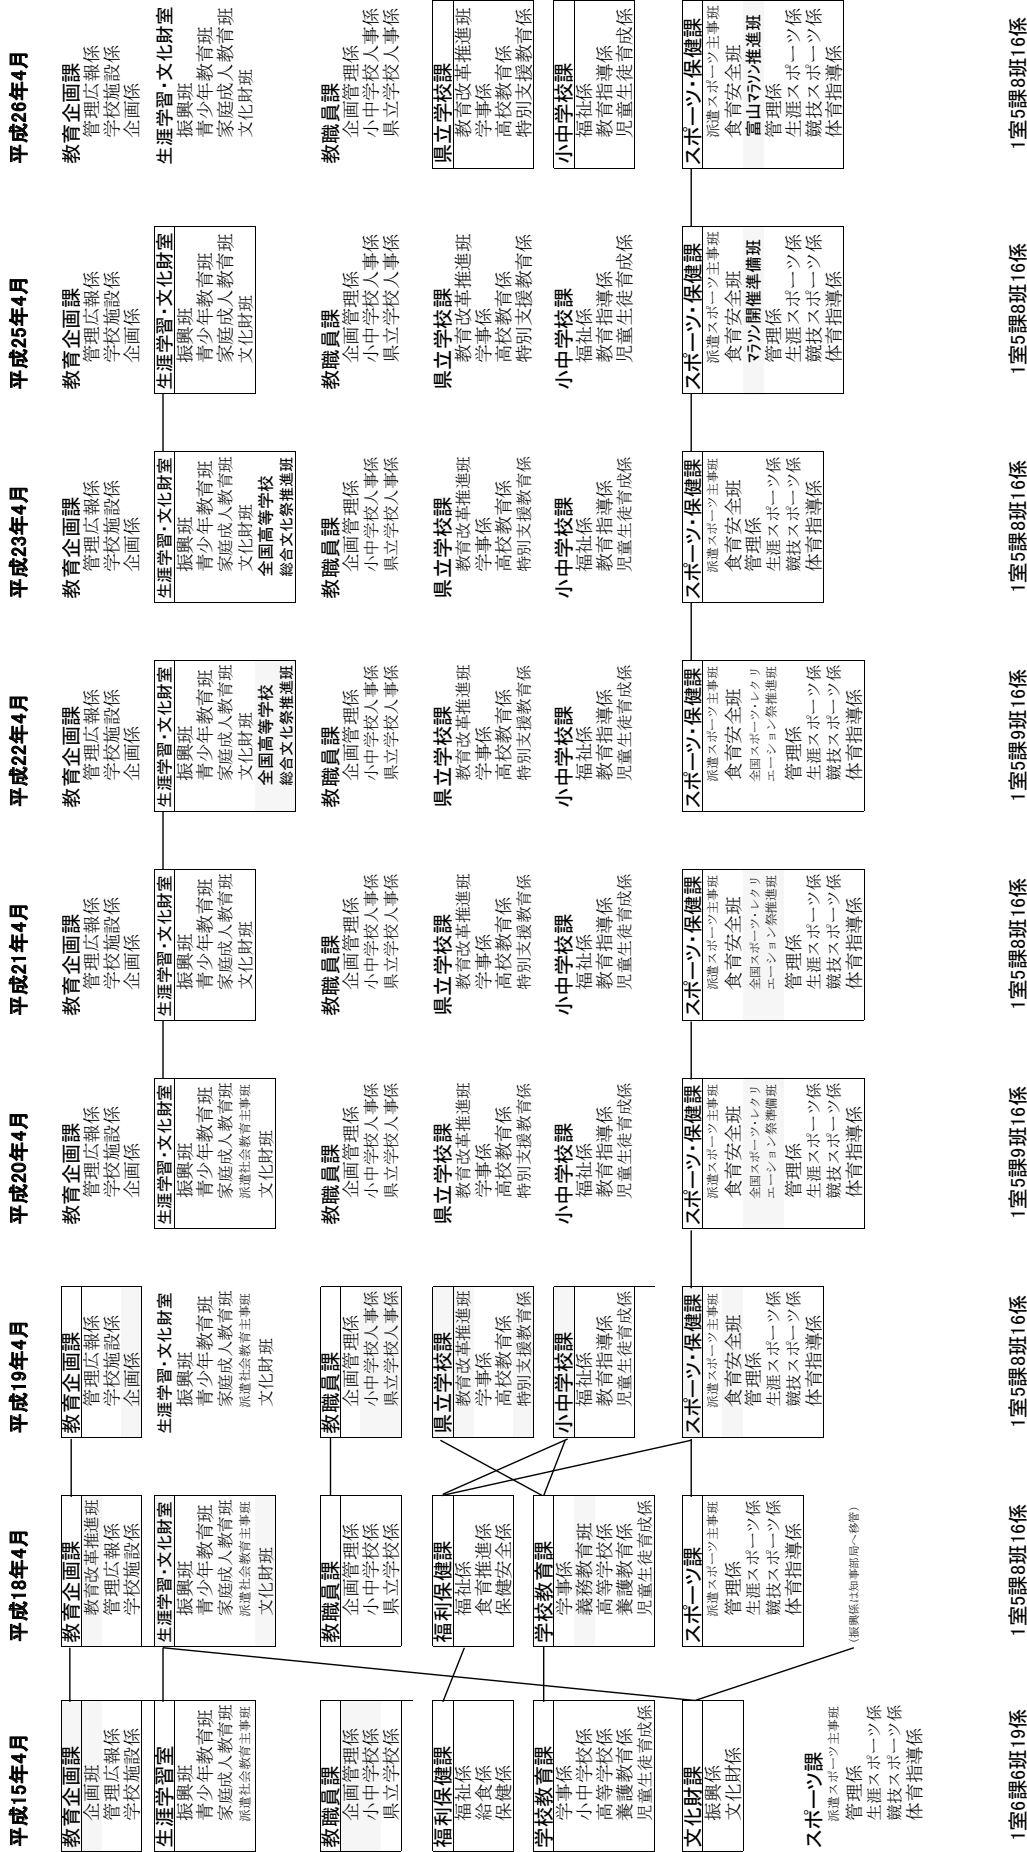 平成15年4月
教育企画課
企画班
管理広報係
学校施設係
生涯学習室
振興班
青少年教育班
家庭成人教育班
派遣社会教育主事班
教職員課
企画管理係
小中学校係
県立学校係
福利保健課
福祉係
給食係
保健係
学校教育課
学事係
小中学校係
高等学校係
養護教育係
児童生徒育成係
文化財課
振興係
文化財係
スポーツ課
派遣スポーツ主事班
管理係
生涯スポーツ係
競技スポーツ係
体育指導係
1室6課6班19係
平成18年4月
教育企画課
教育改革推進班
管理広報係
学校施設係
生涯学習・文化財室
振興班
青少年教育班
家庭成人教育班
派遣社会教育主事班
文化財班
教職員課
企画管理係
小中学校係
県立学校係
福利保健課
福祉係
食育推進係
保健安全係
学校教育課
学事係
義務教育班
高等学校係
養護教育係
児童生徒育成係
スポーツ課
派遣スポーツ主事班
管理係
生涯スポーツ係
競技スポーツ係
体育指導係
(振興係は知事部局へ移管)
1室5課8班16係
平成19年4月
教育企画課
管理広報係
学校施設係
企画係
生涯学習・文化財室
振興班
青少年教育班
家庭成人教育班
派遣社会教育主事班
文化財班
教職員課
企画管理係
小中学校人事係
県立学校人事係
県立学校課
教育改革推進班
学事係
高校教育係
特別支援教育係
小中学校課
福祉係
教育指導係
児童生徒育成係
スポーツ・保健課
派遣スポーツ主事班
食育安全班
管理係
生涯スポーツ係
競技スポーツ係
体育指導係
1室5課8班16係
平成20年4月
教育企画課
管理広報係
学校施設係
企画係
生涯学習・文化財室
振興班
青少年教育班
家庭成人教育班
派遣社会教育主事班
文化財班
教職員課
企画管理係
小中学校人事係
県立学校人事係
県立学校課
教育改革推進班
学事係
高校教育係
特別支援教育係
小中学校課
福祉係
教育指導係
児童生徒育成係
スポーツ・保健課
派遣スポーツ主事班
食育安全班
全国スポーツ・レクリ
エーション祭準備班
管理係
生涯スポーツ係
競技スポーツ係
体育指導係
1室5課9班16係
平成21年4月
教育企画課
管理広報係
学校施設係
企画係
生涯学習・文化財室
振興班
青少年教育班
家庭成人教育班
文化財班
教職員課
企画管理係
小中学校人事係
県立学校人事係
県立学校課
教育改革推進班
学事係
高校教育係
特別支援教育係
小中学校課
福祉係
教育指導係
児童生徒育成係
スポーツ・保健課
派遣スポーツ主事班
食育安全班
全国スポーツ・レクリ
エーション祭推進班
管理係
生涯スポーツ係
競技スポーツ係
体育指導係
1室5課8班16係
平成22年4月
教育企画課
管理広報係
学校施設係
企画係
生涯学習・文化財室
振興班
青少年教育班
家庭成人教育班
文化財班
全国高等学校
総合文化祭推進班
教職員課
企画管理係
小中学校人事係
県立学校人事係
県立学校課
教育改革推進班
学事係
高校教育係
特別支援教育係
小中学校課
福祉係
教育指導係
児童生徒育成係
スポーツ・保健課
派遣スポーツ主事班
食育安全班
全国スポーツ・レクリ
エーション祭推進班
管理係
生涯スポーツ係
競技スポーツ係
体育指導係
1室5課9班16係
平成23年4月
教育企画課
管理広報係
学校施設係
企画係
生涯学習・文化財室
振興班
青少年教育班
家庭成人教育班
文化財班
全国高等学校
総合文化祭推進班
教職員課
企画管理係
小中学校人事係
県立学校人事係
県立学校課
教育改革推進班
学事係
高校教育係
特別支援教育係
小中学校課
福祉係
教育指導係
児童生徒育成係
スポーツ・保健課
派遣スポーツ主事班
食育安全班
管理係
生涯スポーツ係
競技スポーツ係
体育指導係
1室5課8班16係
平成25年4月
教育企画課
管理広報係
学校施設係
企画係
生涯学習・文化財室
振興班
青少年教育班
家庭成人教育班
文化財班
教職員課
企画管理係
小中学校人事係
県立学校人事係
県立学校課
教育改革推進班
学事係
高校教育係
特別支援教育係
小中学校課
福祉係
教育指導係
児童生徒育成係
スポーツ・保健課
派遣スポーツ主事班
食育安全班
マラソン開催準備班
管理係
生涯スポーツ係
競技スポーツ係
体育指導係
1室5課8班16係
平成26年4月
教育企画課
管理広報係
学校施設係
企画係
生涯学習・文化財室
振興班
青少年教育班
家庭成人教育班
文化財班
教職員課
企画管理係
小中学校人事係
県立学校人事係
県立学校課
教育改革推進班
学事係
高校教育係
特別支援教育係
小中学校課
福祉係
教育指導係
児童生徒育成係
スポーツ・保健課
派遣スポーツ主事班
食育安全班
富山マラソン推進班
管理係
生涯スポーツ係
競技スポーツ係
体育指導係
1室5課8班16係